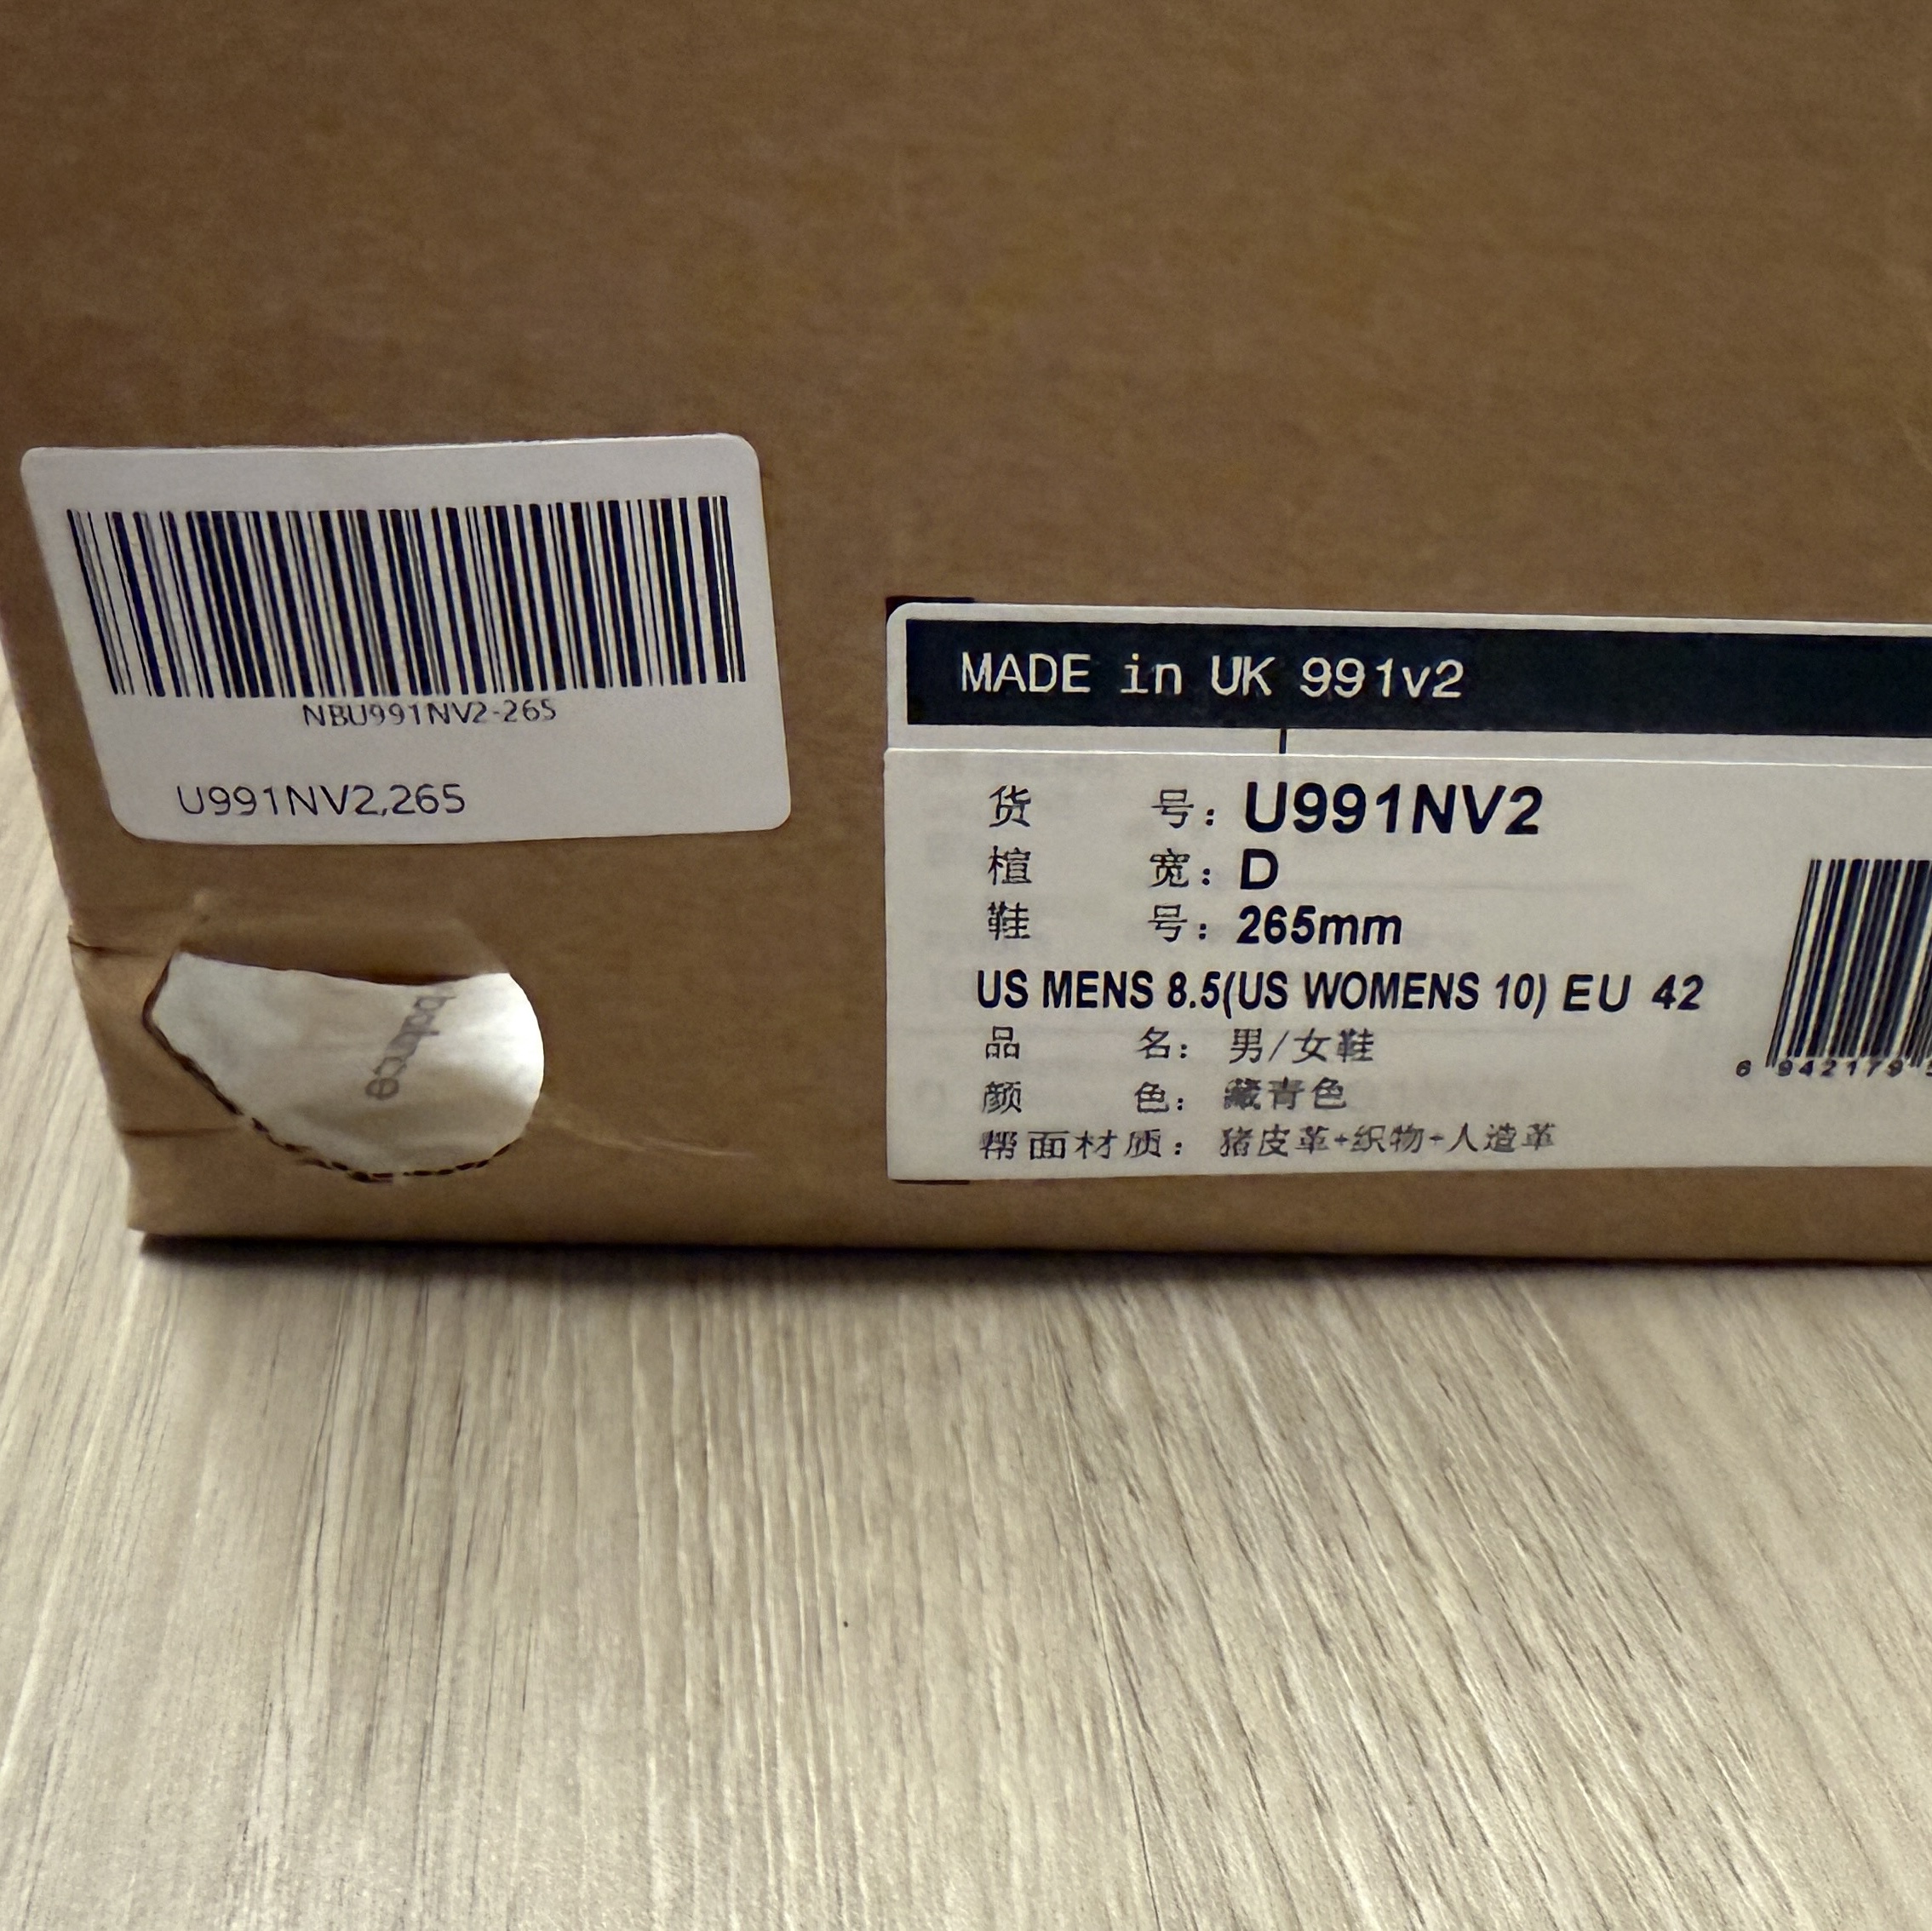 NBU991NV2-265
U991NV2,265
balance
MADE in UK 991v2
货 号：U991NV2
楦 宽：D
鞋 号：265mm
US MENS 8.5(US WOMENS 10) EU 42
品 名：男/女鞋
颜 色：藏青色
帮面材质：猪皮革+织物+人造革
6 942179